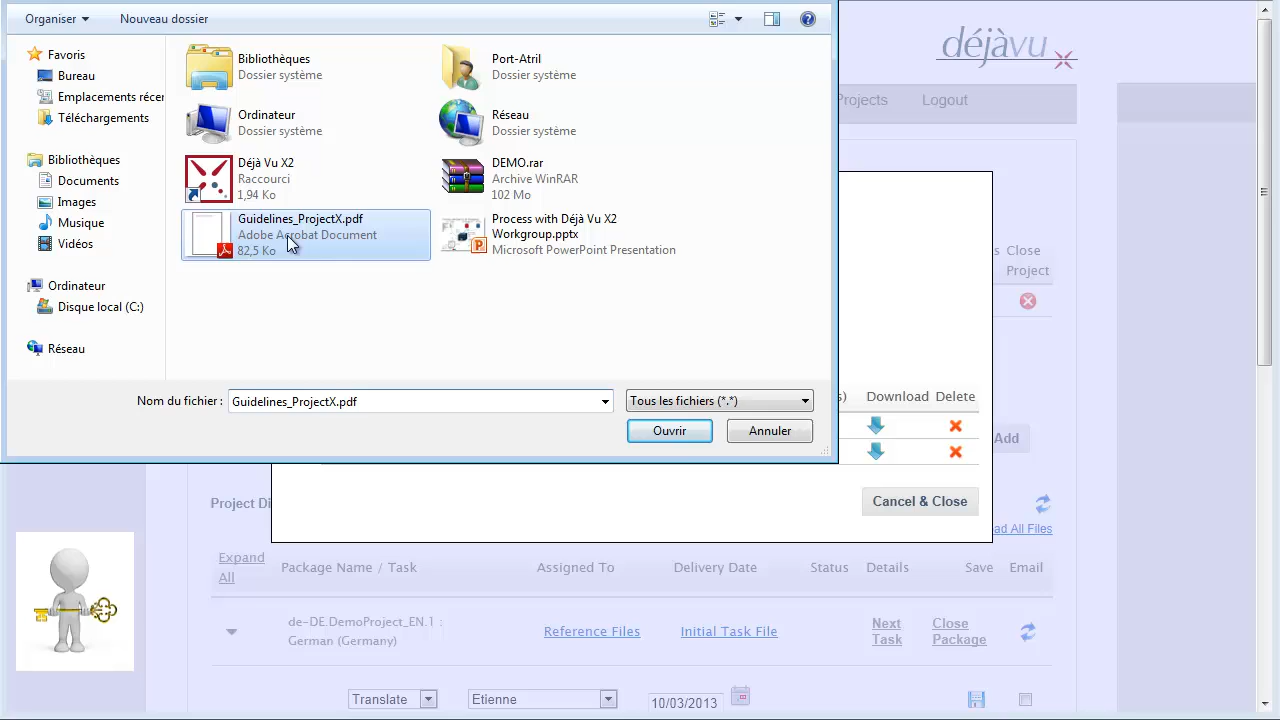 Organiser
Nouveau dossier
Favoris
Bureau
Emplacements récer
Téléchargements
Bibliothèques
Documents
Images
Musique
Vidéos
Ordinateur
Disque local (C:)
Réseau
Bibliothèques
Dossier système
Port-Atril
Dossier système
Ordinateur
Dossier système
Réseau
Dossier système
Déjà Vu X2
Raccourci
1,94 Ko
DEMO.rar
Archive WinRAR
102 Mo
Guidelines_ProjectX.pdf
Adobe Acrobat Document
82,5 Ko
Process with Déjà Vu X2
Workgroup.pptx
Microsoft PowerPoint Presentation
Nom du fichier :
Guidelines_ProjectX.pdf
Tous les fichiers (*.*)
Ouvrir
Annuler
déjàvu
Projects
Logout
s Close
Project
s)
Download
Delete
Add
Cancel & Close
Project Di
ad All Files
Expand
All
Package Name / Task
Assigned To
Delivery Date
Status
Details
Save
Email
de-DE.DemoProject_EN.1 :
German (Germany)
Reference Files
Initial Task File
Next
Task
Close
Package
Translate
Etienne
10/03/2013